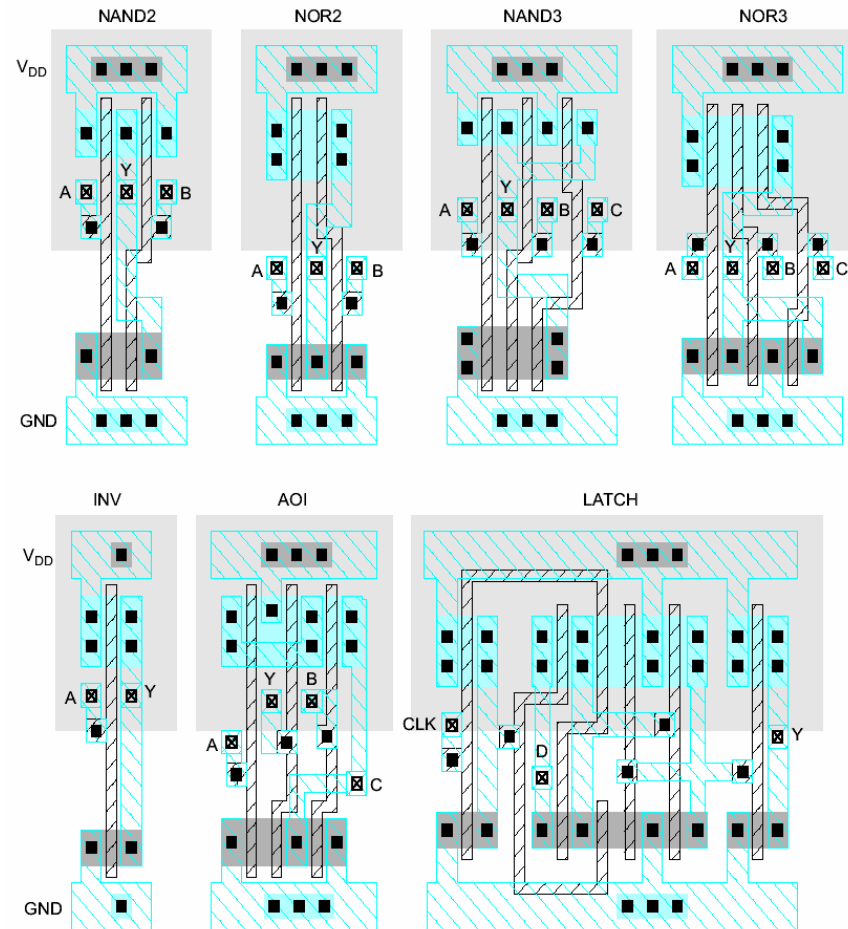 NAND2 NOR2 NAND3 NOR3
VDD
Y
A B
Y
A B
Y
A B C
Y
A B C
GND
INV AOI LATCH
VDD
A Y
Y B
A
C
CLK
D
Y
GND